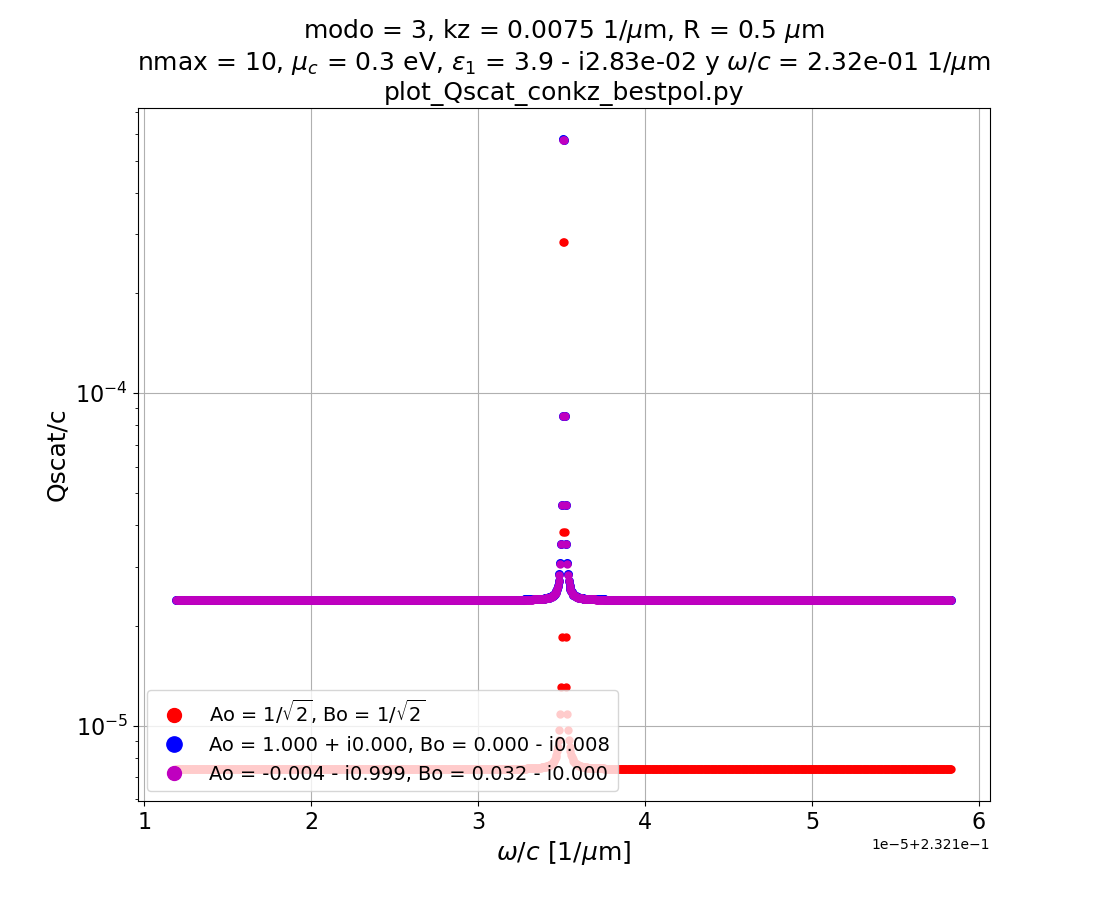 modo = 3, kz = 0.0075 1/μm, R = 0.5 μm
nmax = 10, μ_c = 0.3 eV, ε₁ = 3.9 - i2.83e-02 y ω/c = 2.32e-01 1/μm
plot_Qscat_conkz_bestpol.py
Qscat/c
10⁻⁴
10⁻⁵
Ao = 1/√2, Bo = 1/√2
Ao = 1.000 + i0.000, Bo = 0.000 - i0.008
Ao = -0.004 - i0.999, Bo = 0.032 - i0.000
1 2 3 4 5 6
1e-5+2.321e-1
ω/c [1/μm]